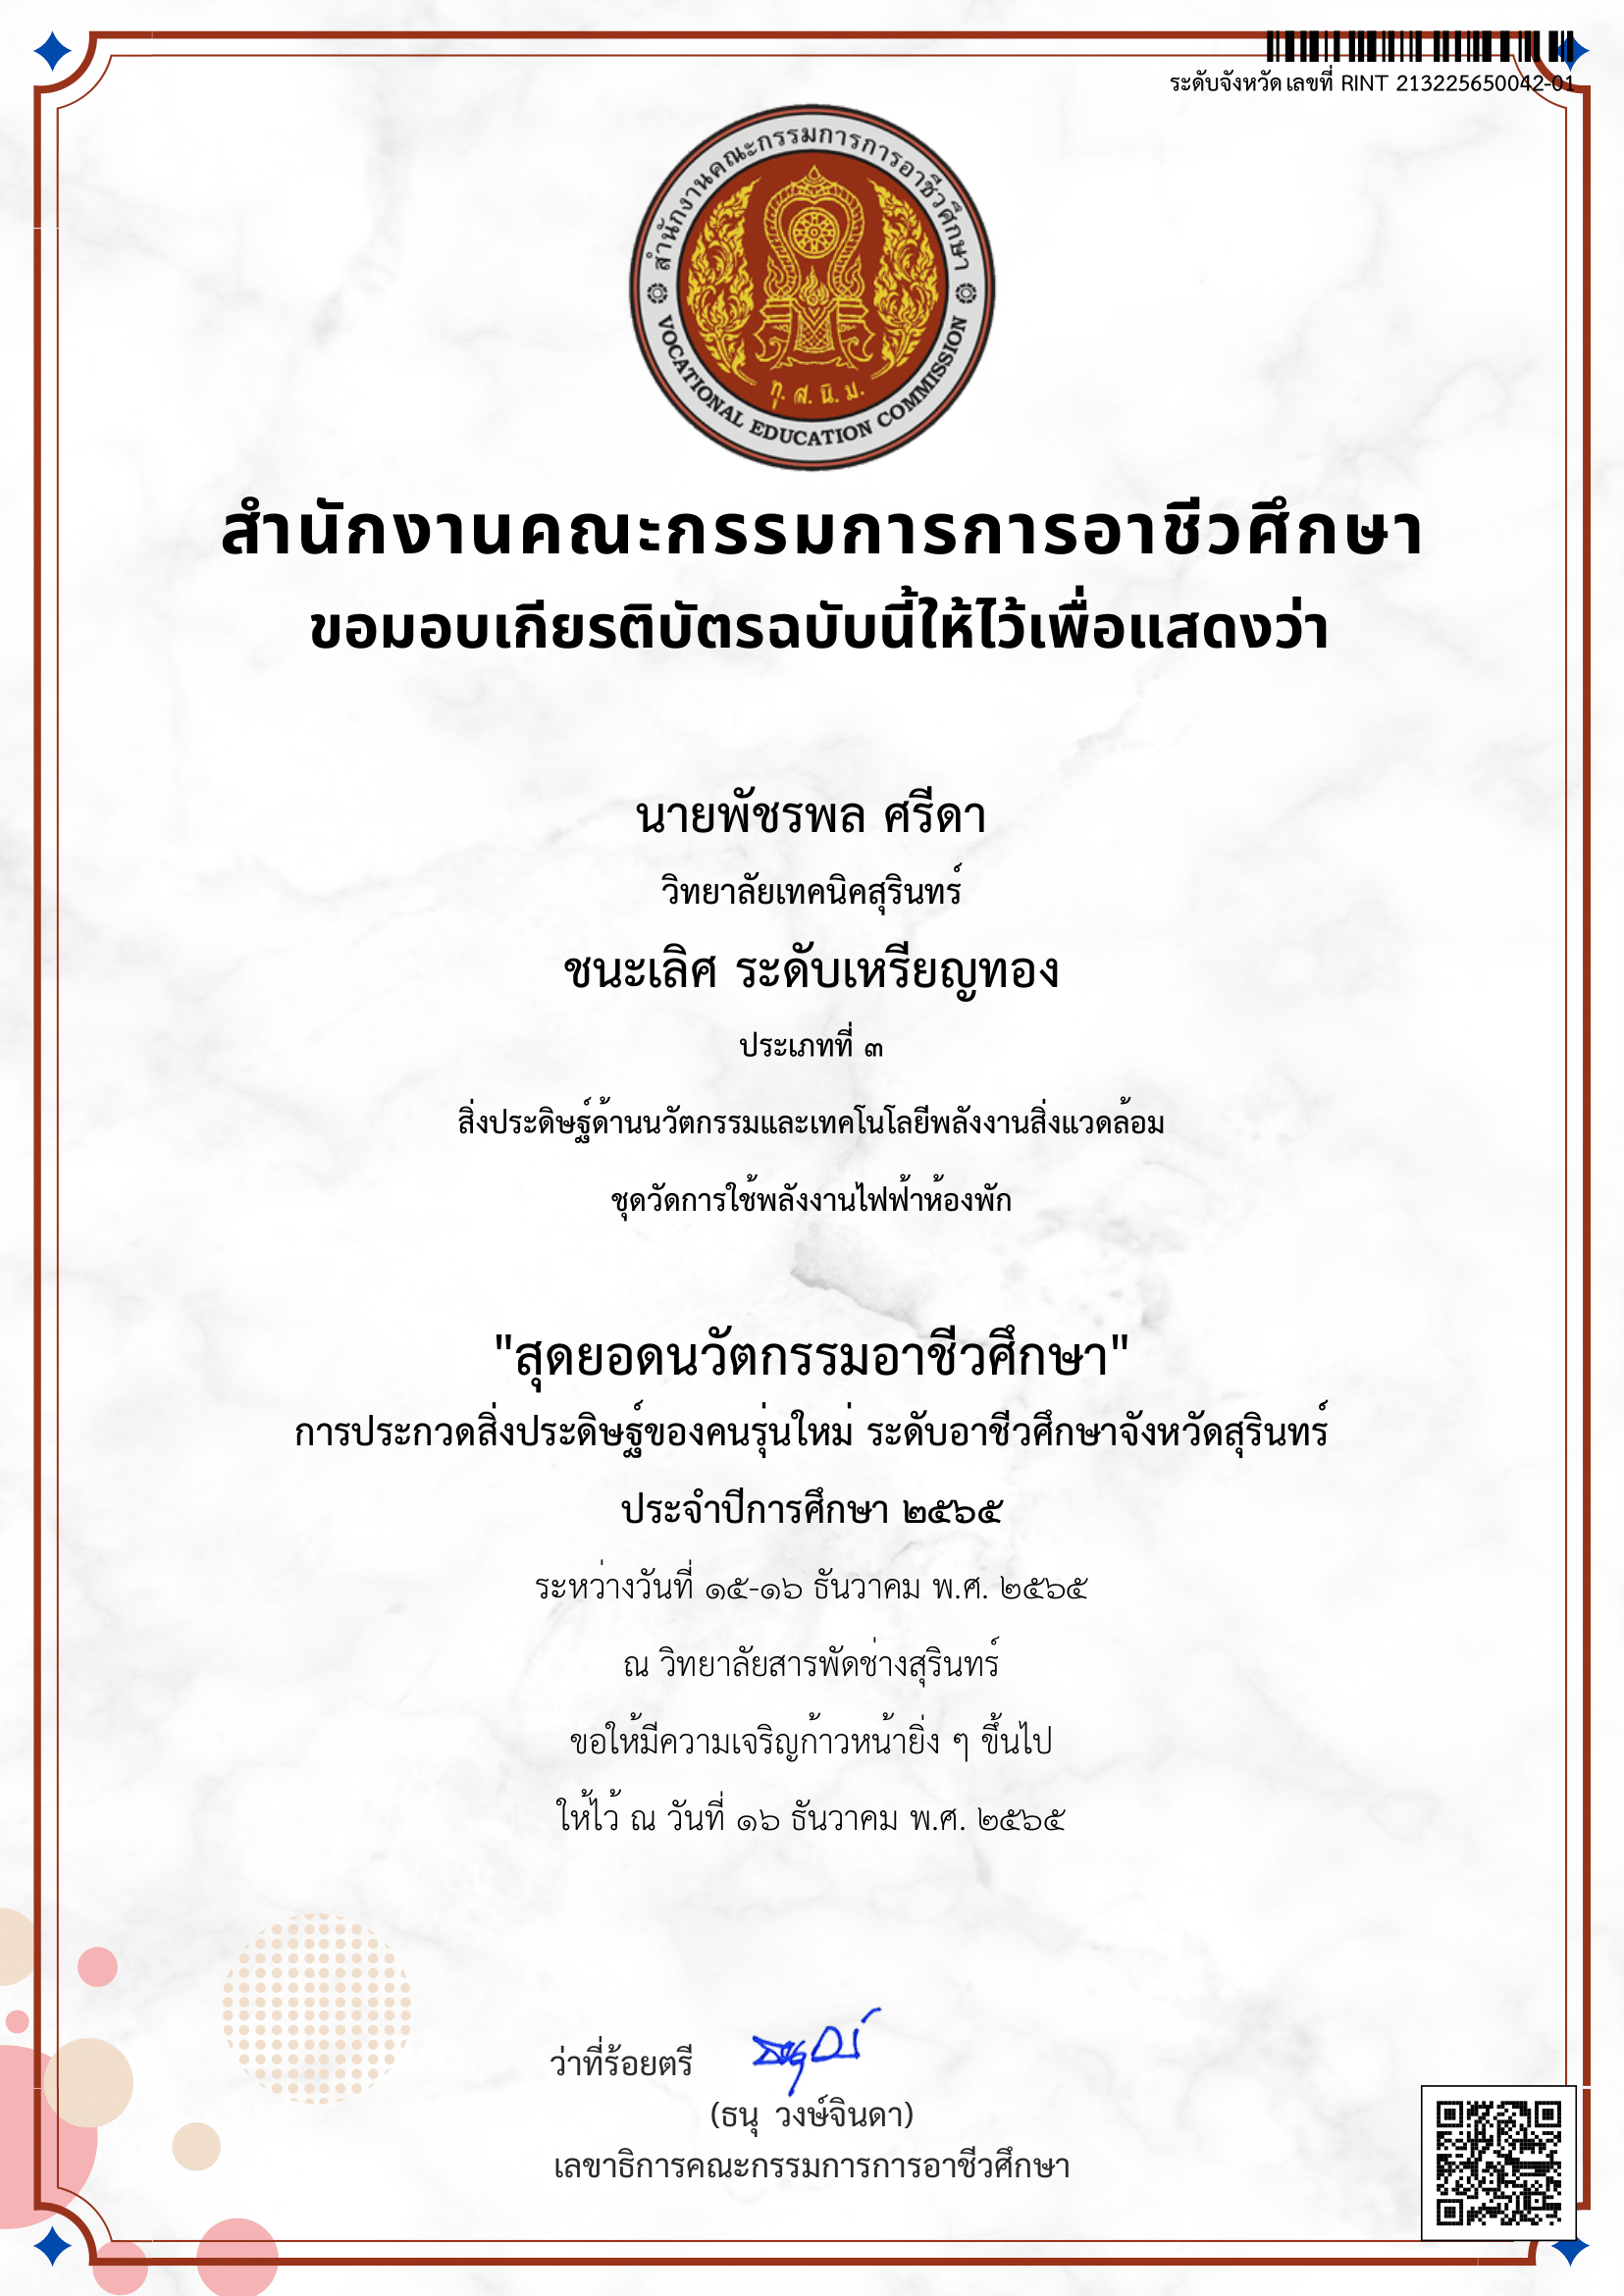 ระดับจังหวัด เลขที่ RINT 213225650042-01
สำนักงานคณะกรรมการการอาชีวศึกษา
VOCATIONAL EDUCATION COMMISSION
ทุ. ส. นิ. ม.
สำนักงานคณะกรรมการการอาชีวศึกษา
ขอมอบเกียรติบัตรฉบับนี้ให้ไว้เพื่อแสดงว่า
นายพัชรพล ศรีดา
วิทยาลัยเทคนิคสุรินทร์
ชนะเลิศ ระดับเหรียญทอง
ประเภทที่ ๓
สิ่งประดิษฐ์ด้านนวัตกรรมและเทคโนโลยีพลังงานสิ่งแวดล้อม
ชุดวัดการใช้พลังงานไฟฟ้าห้องพัก
"สุดยอดนวัตกรรมอาชีวศึกษา"
การประกวดสิ่งประดิษฐ์ของคนรุ่นใหม่ ระดับอาชีวศึกษาจังหวัดสุรินทร์
ประจำปีการศึกษา ๒๕๖๕
ระหว่างวันที่ ๑๕-๑๖ ธันวาคม พ.ศ. ๒๕๖๕
ณ วิทยาลัยสารพัดช่างสุรินทร์
ขอให้มีความเจริญก้าวหน้ายิ่ง ๆ ขึ้นไป
ให้ไว้ ณ วันที่ ๑๖ ธันวาคม พ.ศ. ๒๕๖๕
ว่าที่ร้อยตรี
(ธนุ วงษ์จินดา)
เลขาธิการคณะกรรมการการอาชีวศึกษา